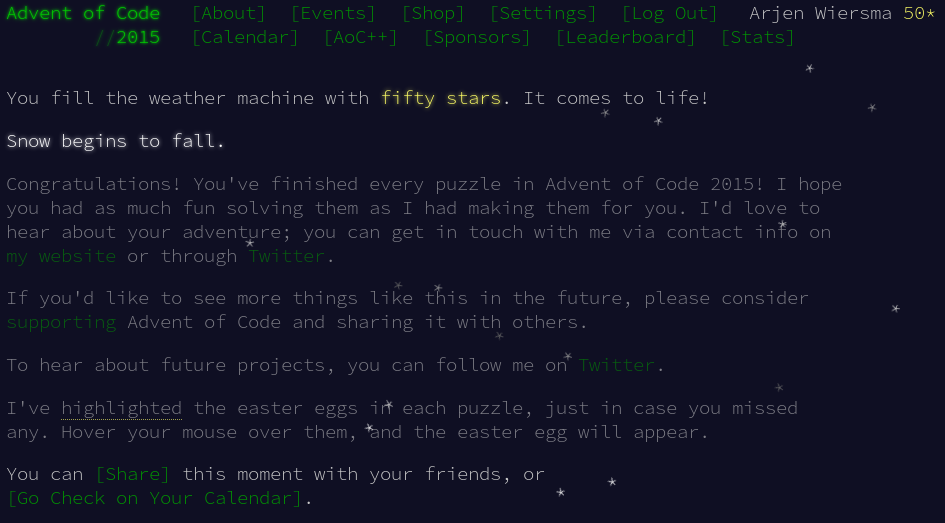 Advent of Code [About] [Events] [Shop] [Settings] [Log Out] Arjen Wiersma 50*
//2015 [Calendar] [AoC++] [Sponsors] [Leaderboard] [Stats]
You fill the weather machine with fifty stars. It comes to life!
Snow begins to fall.
Congratulations! You've finished every puzzle in Advent of Code 2015! I hope
you had as much fun solving them as I had making them for you. I'd love to
hear about your adventure; you can get in touch with me via contact info on
my website or through Twitter.
If you'd like to see more things like this in the future, please consider
supporting Advent of Code and sharing it with others.
To hear about future projects, you can follow me on Twitter.
I've highlighted the easter eggs in each puzzle, just in case you missed
any. Hover your mouse over them, and the easter egg will appear.
You can [Share] this moment with your friends, or
[Go Check on Your Calendar].